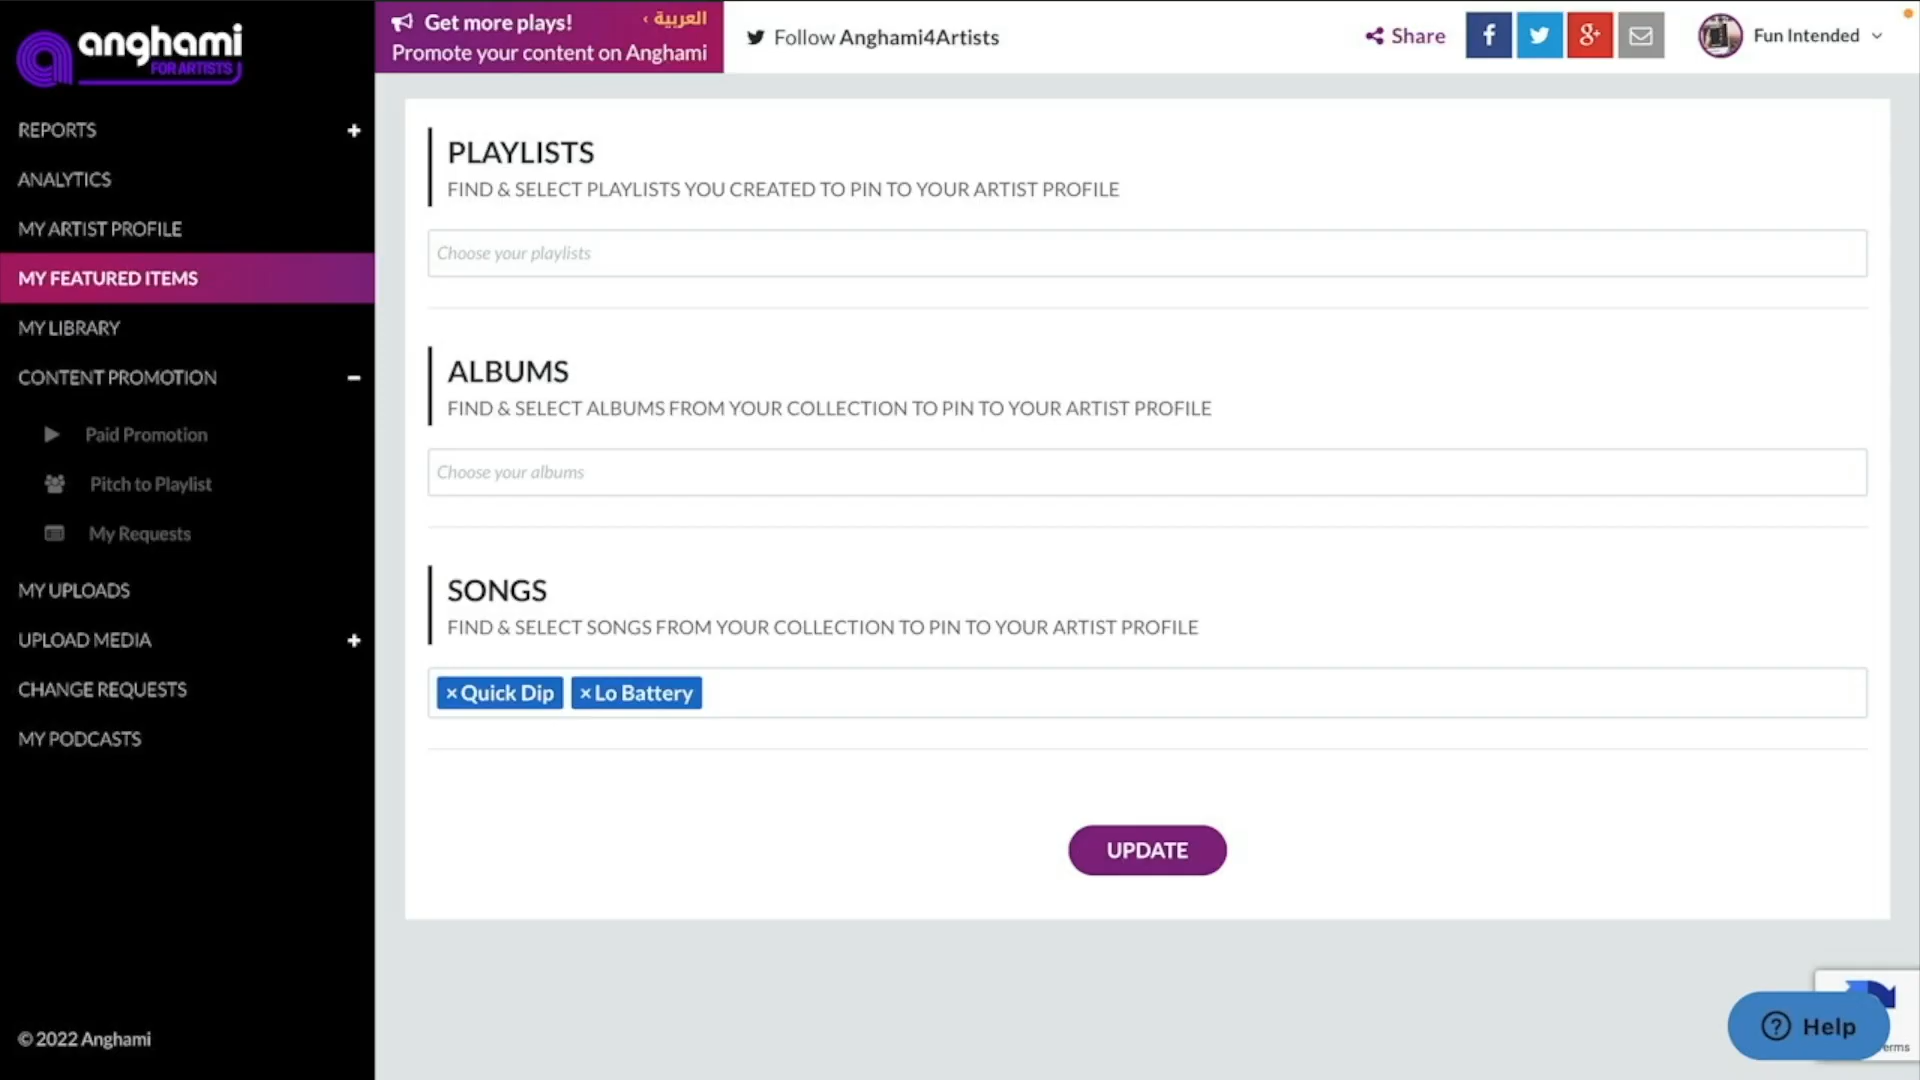 anghami
FOR ARTISTS
REPORTS
ANALYTICS
MY ARTIST PROFILE
MY FEATURED ITEMS
MY LIBRARY
CONTENT PROMOTION
Paid Promotion
Pitch to Playlist
My Requests
MY UPLOADS
UPLOAD MEDIA
CHANGE REQUESTS
MY PODCASTS
© 2022 Anghami
Get more plays!
العربية
Promote your content on Anghami
Follow Anghami4Artists
Share
Fun Intended
PLAYLISTS
FIND & SELECT PLAYLISTS YOU CREATED TO PIN TO YOUR ARTIST PROFILE
Choose your playlists
ALBUMS
FIND & SELECT ALBUMS FROM YOUR COLLECTION TO PIN TO YOUR ARTIST PROFILE
Choose your albums
SONGS
FIND & SELECT SONGS FROM YOUR COLLECTION TO PIN TO YOUR ARTIST PROFILE
×Quick Dip ×Lo Battery
UPDATE
Help